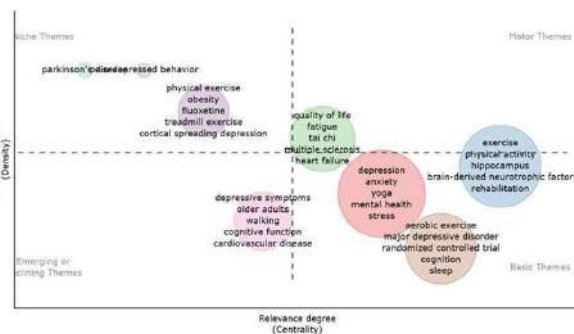 Niche Themes
Motor Themes
parkinson's disease
depressed behavior
physical exercise
obesity
fluoxetine
treadmill exercise
cortical spreading depression
quality of life
fatigue
tai chi
multiple sclerosis
heart failure
exercise
physical activity
hippocampus
brain-derived neurotrophic factor
rehabilitation
depression
anxiety
yoga
mental health
stress
depressive symptoms
older adults
walking
cognitive function
cardiovascular disease
aerobic exercise
major depressive disorder
randomized controlled trial
cognition
sleep
Emerging or
clining Themes
Basic Themes
(Density)
Relevance degree
(Centrality)